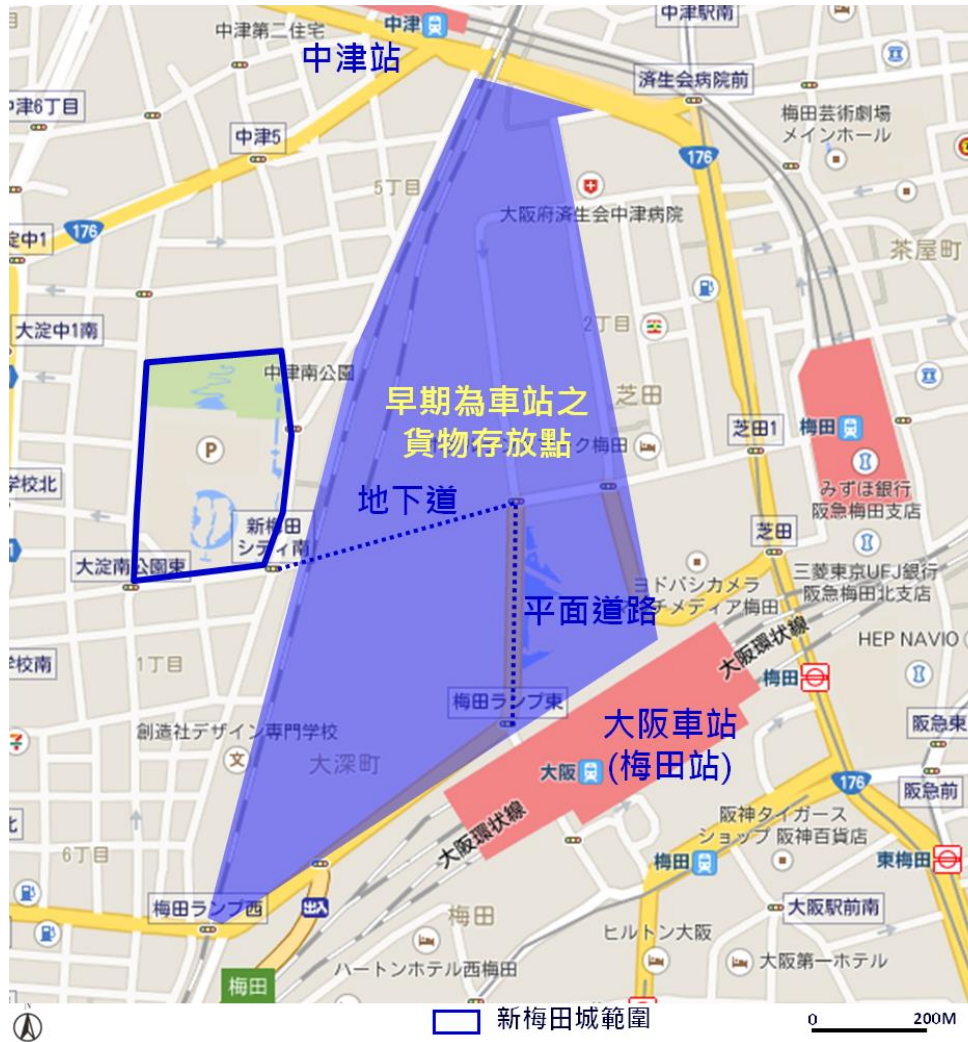 中津
中津駅南
中津第二住宅
中津站
済生会病院前
中津6丁目
梅田芸術劇場
メインホール
中津5
176
5丁目
大阪府済生会中津病院
176
淀中1
茶屋町
大淀中1南
2丁目
中津南公園
早期為車站之
貨物存放點
芝田
芝田1
梅田
ク梅田
P
学校北
地下道
みずほ銀行
阪急梅田支店
新梅田
シティ南
芝田
大淀南公園東
三菱東京UFJ銀行
阪急梅田北支店
ヨドバシカメラ
チメディア梅田
平面道路
大阪環状線
HEP NAVIO
学校南
1丁目
梅田
梅田ランプ東
創造社デザイン専門学校
文
大深町
大阪車站
(梅田站)
大阪
阪急東
176
阪急前
大阪環状線
阪神タイガース
ショップ 阪神百貨店
北
6丁目
梅田
東梅田
梅田ランプ西
出入
梅田
大阪駅前南
ヒルトン大阪
ハートンホテル西梅田
大阪第一ホテル
梅田
N
新梅田城範圍
0 200M